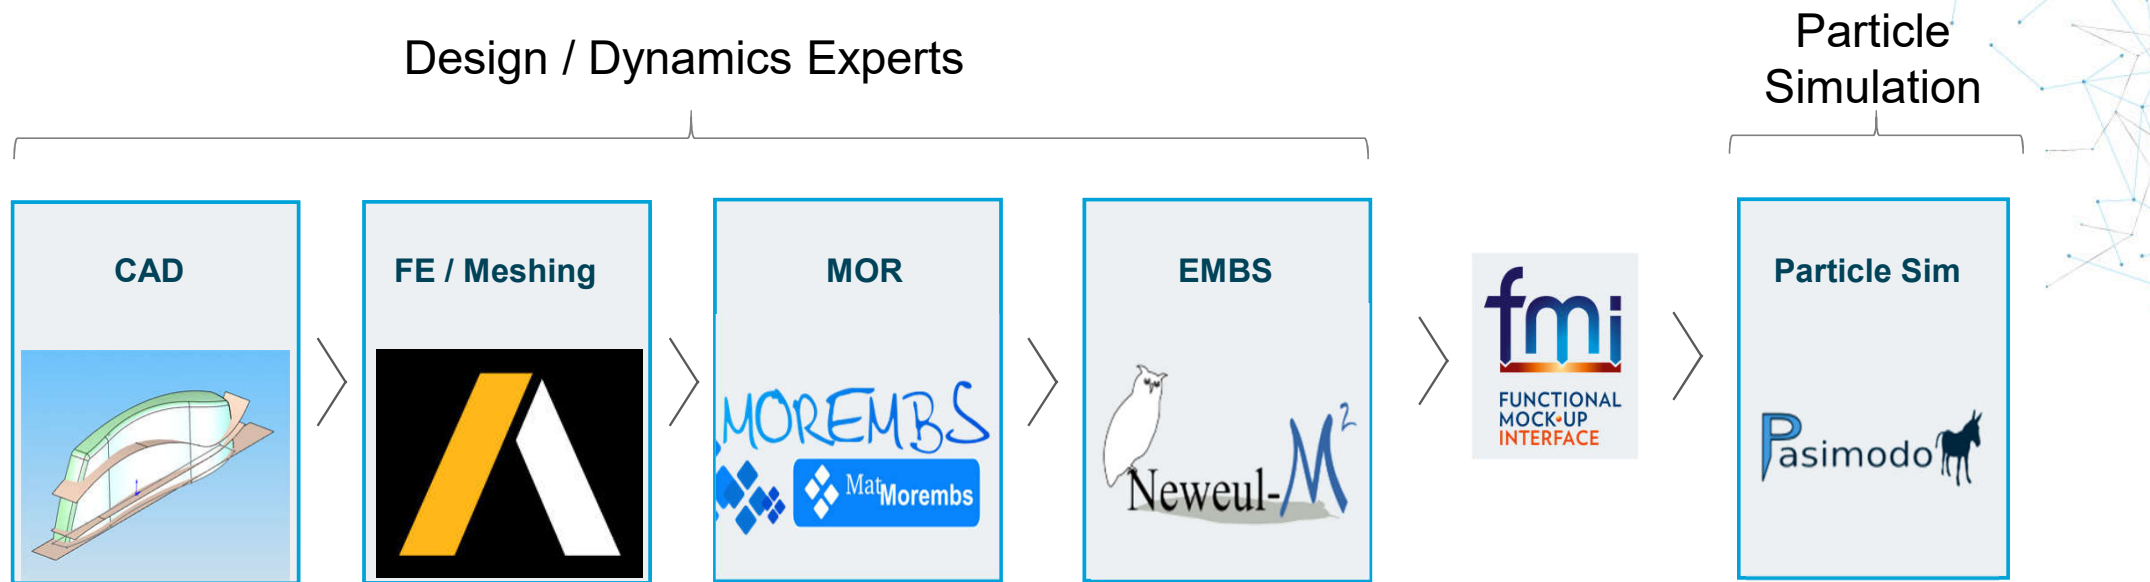 Design / Dynamics Experts
Particle
Simulation
CAD
FE / Meshing
MOR
EMBS
Particle Sim
fmi
FUNCTIONAL
MOCK-UP
INTERFACE
MOREMBS
MatMorembs
Neweul-M²
Pasimodo